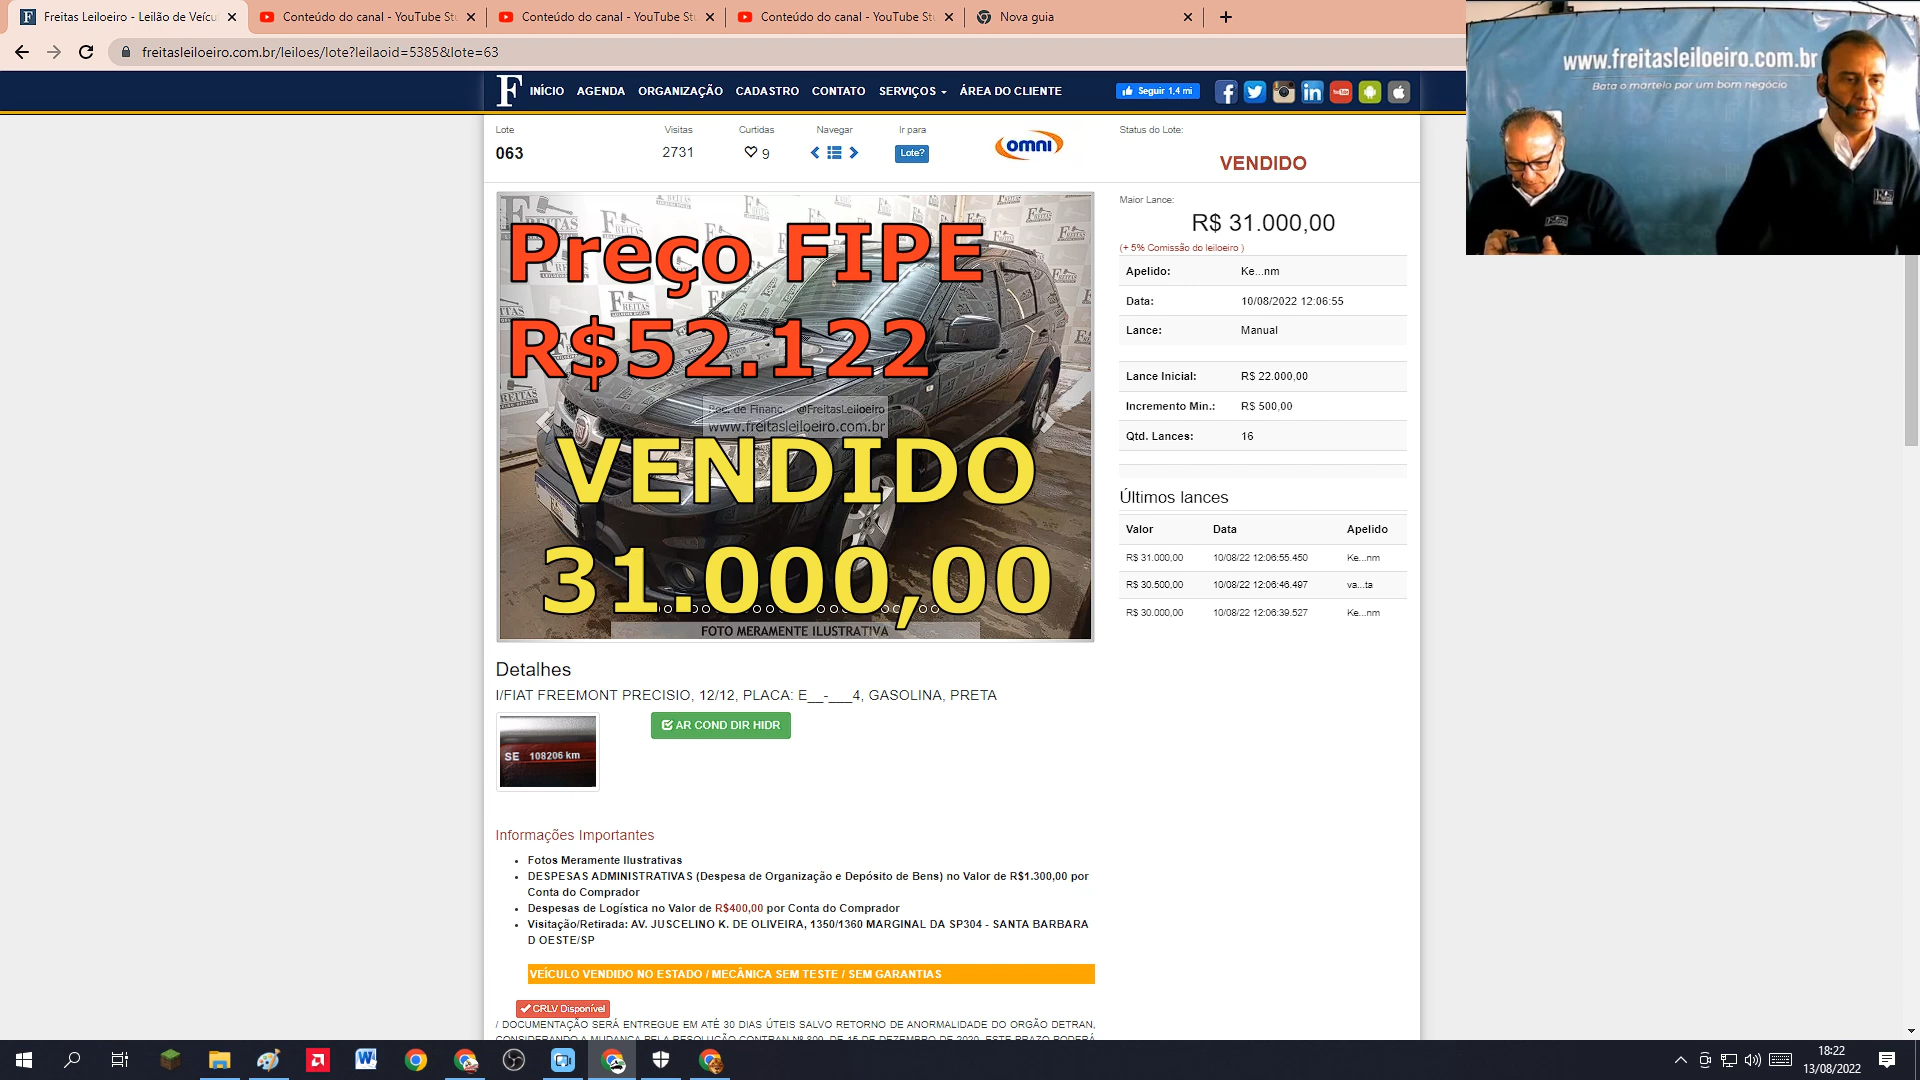 Freitas Leiloeiro - Leilão de Veícu
Conteúdo do canal - YouTube St
Conteúdo do canal - YouTube St
Conteúdo do canal - YouTube St
Nova guia
freitasleiloeiro.com.br/leiloes/lote?leilaoid=5385&lote=63
www.freitasleiloeiro.com.br
Bata o martelo por um bom negócio
F INÍCIO AGENDA ORGANIZAÇÃO CADASTRO CONTATO SERVIÇOS ÁREA DO CLIENTE
Seguir 1,4 mi
Lote
063
Visitas
2731
Curtidas
9
Navegar
Ir para
Lote?
omni
Status do Lote:
VENDIDO
Preço FIPE
R$52.122
Rec. de Financ. @FreitasLeiloeiro
www.freitasleiloeiro.com.br
VENDIDO
31.000,00
FOTO MERAMENTE ILUSTRATIVA
Maior Lance:
R$ 31.000,00
(+ 5% Comissão do leiloeiro )
Apelido: Ke...nm
Data: 10/08/2022 12:06:55
Lance: Manual
Lance Inicial: R$ 22.000,00
Incremento Min.: R$ 500,00
Qtd. Lances: 16
Últimos lances
Valor Data Apelido
R$ 31.000,00 10/08/22 12:06:55.450 Ke...nm
R$ 30.500,00 10/08/22 12:06:46.497 va...ta
R$ 30.000,00 10/08/22 12:06:39.527 Ke...nm
Detalhes
I/FIAT FREEMONT PRECISIO, 12/12, PLACA: E__-___4, GASOLINA, PRETA
SE 108206 km
AR COND DIR HIDR
Informações Importantes
Fotos Meramente Ilustrativas
DESPESAS ADMINISTRATIVAS (Despesa de Organização e Depósito de Bens) no Valor de R$1.300,00 por
Conta do Comprador
Despesas de Logística no Valor de R$400,00 por Conta do Comprador
Visitação/Retirada: AV. JUSCELINO K. DE OLIVEIRA, 1350/1360 MARGINAL DA SP304 - SANTA BARBARA
D OESTE/SP
VEÍCULO VENDIDO NO ESTADO / MECÂNICA SEM TESTE / SEM GARANTIAS
CRLV Disponível
/ DOCUMENTAÇÃO SERÁ ENTREGUE EM ATÉ 30 DIAS ÚTEIS SALVO RETORNO DE ANORMALIDADE DO ORGÃO DETRAN,
18:22
13/08/2022